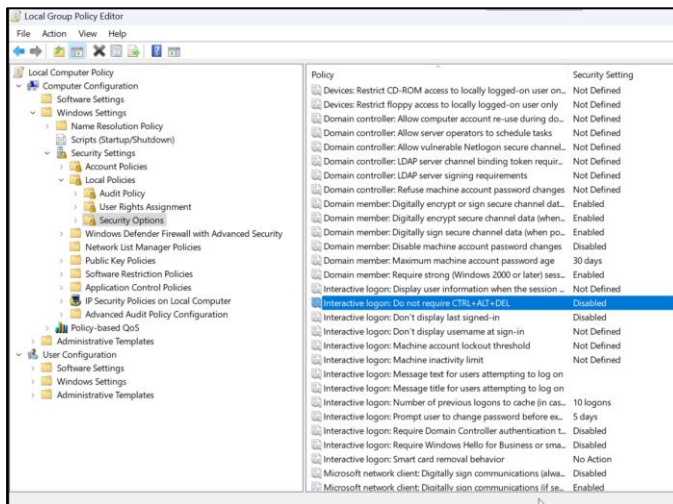 Local Group Policy Editor
File Action View Help
Local Computer Policy
Computer Configuration
Software Settings
Windows Settings
Name Resolution Policy
Scripts (Startup/Shutdown)
Security Settings
Account Policies
Local Policies
Audit Policy
User Rights Assignment
Security Options
Windows Defender Firewall with Advanced Security
Network List Manager Policies
Public Key Policies
Software Restriction Policies
Application Control Policies
IP Security Policies on Local Computer
Advanced Audit Policy Configuration
Policy-based QoS
Administrative Templates
User Configuration
Software Settings
Windows Settings
Administrative Templates
Policy Security Setting
Devices: Restrict CD-ROM access to locally logged-on user on... Not Defined
Devices: Restrict floppy access to locally logged-on user only Not Defined
Domain controller: Allow computer account re-use during do... Not Defined
Domain controller: Allow server operators to schedule tasks Not Defined
Domain controller: Allow vulnerable Netlogon secure channel... Not Defined
Domain controller: LDAP server channel binding token requir... Not Defined
Domain controller: LDAP server signing requirements Not Defined
Domain controller: Refuse machine account password changes Not Defined
Domain member: Digitally encrypt or sign secure channel dat... Enabled
Domain member: Digitally encrypt secure channel data (when... Enabled
Domain member: Digitally sign secure channel data (when po... Enabled
Domain member: Disable machine account password changes Disabled
Domain member: Maximum machine account password age 30 days
Domain member: Require strong (Windows 2000 or later) sess... Enabled
Interactive logon: Display user information when the session ... Not Defined
Interactive logon: Do not require CTRL+ALT+DEL Disabled
Interactive logon: Don't display last signed-in Disabled
Interactive logon: Don't display username at sign-in Not Defined
Interactive logon: Machine account lockout threshold Not Defined
Interactive logon: Machine inactivity limit Not Defined
Interactive logon: Message text for users attempting to log on
Interactive logon: Message title for users attempting to log on
Interactive logon: Number of previous logons to cache (in cas... 10 logons
Interactive logon: Prompt user to change password before ex... 5 days
Interactive logon: Require Domain Controller authentication t... Disabled
Interactive logon: Require Windows Hello for Business or sma... Disabled
Interactive logon: Smart card removal behavior No Action
Microsoft network client: Digitally sign communications (alwa... Disabled
Microsoft network client: Digitally sign communications (if se... Enabled